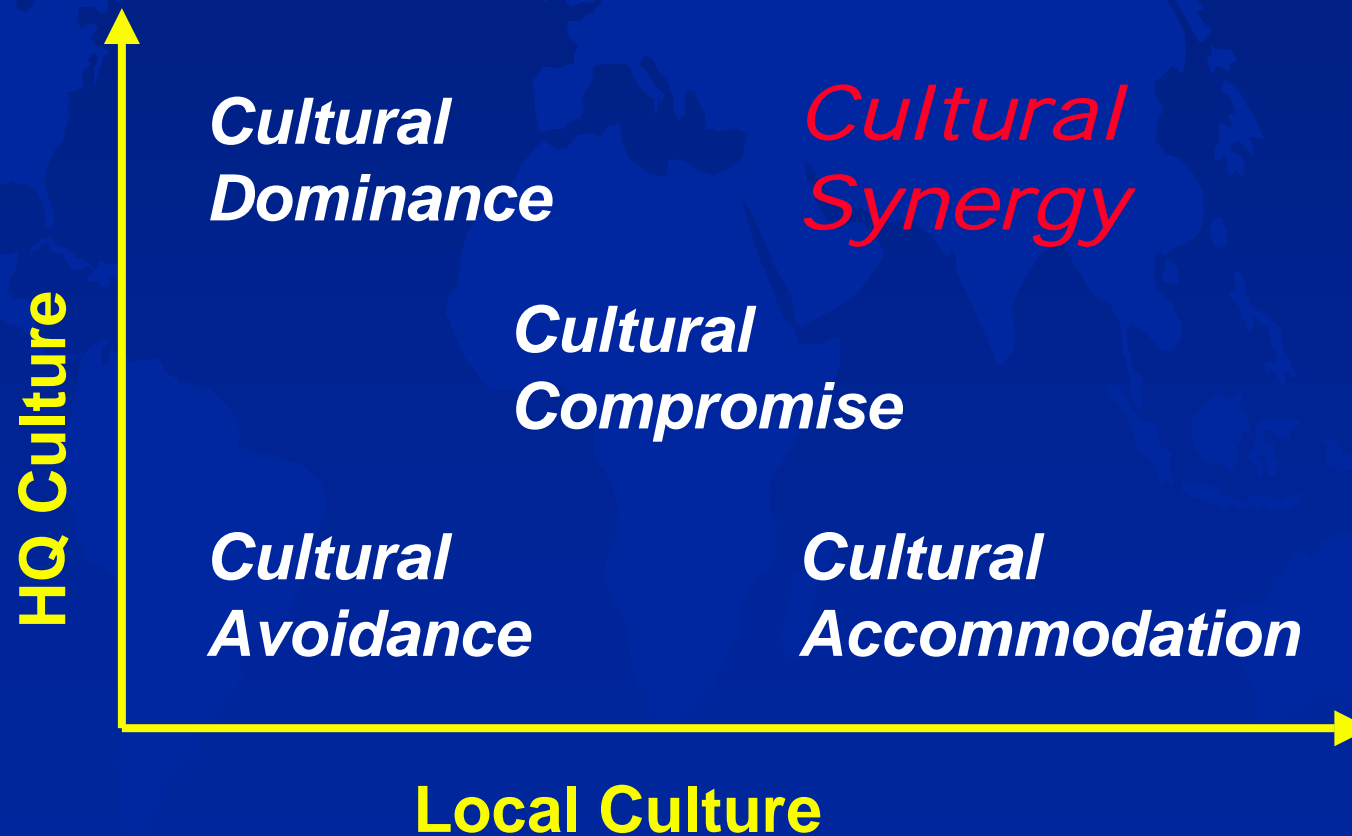 Cultural
Dominance
Cultural
Synergy
Cultural
Compromise
HQ Culture
Cultural
Avoidance
Cultural
Accommodation
Local Culture